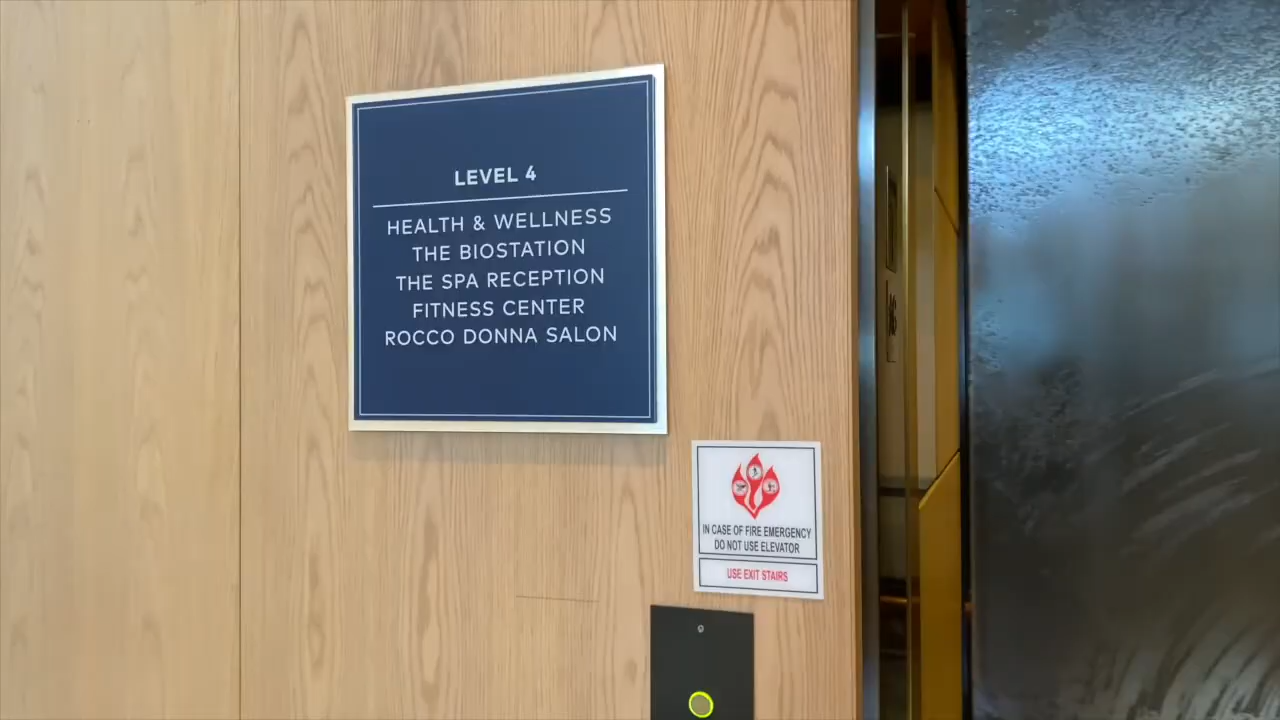 LEVEL 4
HEALTH & WELLNESS
THE BIOSTATION
THE SPA RECEPTION
FITNESS CENTER
ROCCO DONNA SALON
IN CASE OF FIRE EMERGENCY
DO NOT USE ELEVATOR
USE EXIT STAIRS